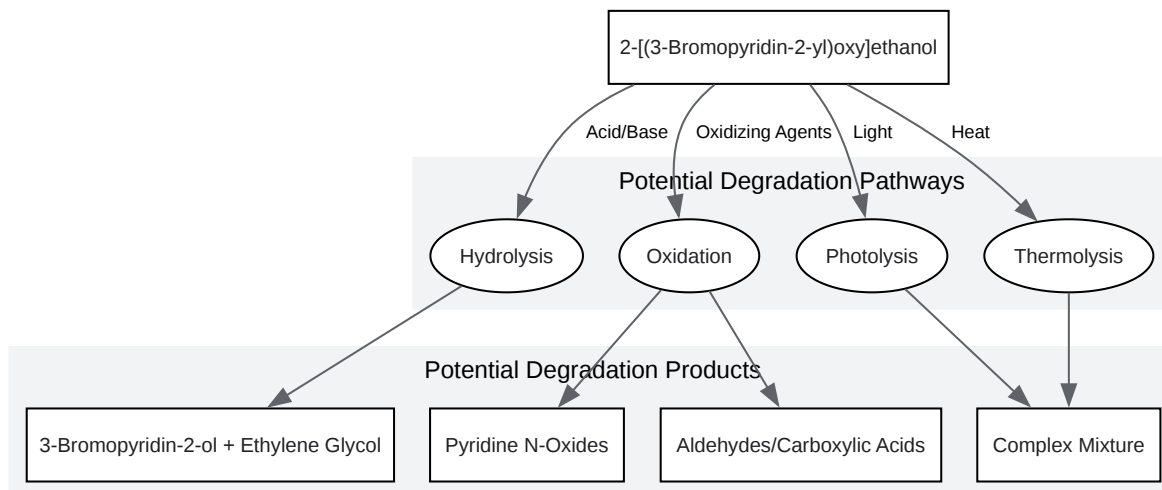 2-[(3-Bromopyridin-2-yl)oxy]ethanol
Acid/Base
Oxidizing Agents
Light
Heat
Potential Degradation Pathways
Hydrolysis
Oxidation
Photolysis
Thermolysis
Potential Degradation Products
3-Bromopyridin-2-ol + Ethylene Glycol
Pyridine N-Oxides
Aldehydes/Carboxylic Acids
Complex Mixture